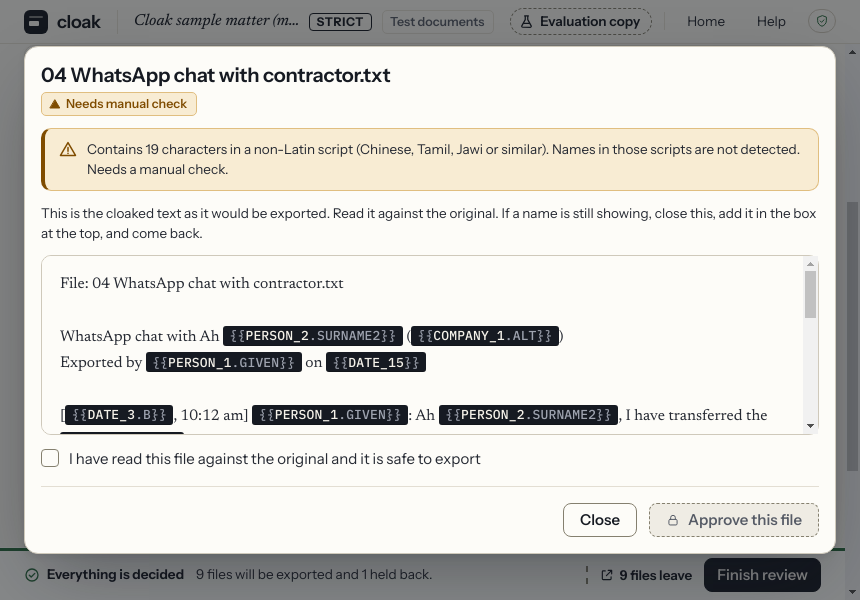 cloak
Cloak sample matter (m...
STRICT
Test documents
Evaluation copy
Home
Help
04 WhatsApp chat with contractor.txt
Needs manual check
Contains 19 characters in a non-Latin script (Chinese, Tamil, Jawi or similar). Names in those scripts are not detected.
Needs a manual check.
This is the cloaked text as it would be exported. Read it against the original. If a name is still showing, close this, add it in the box
at the top, and come back.
File: 04 WhatsApp chat with contractor.txt
WhatsApp chat with Ah {{PERSON_2.SURNAME2}} ({{COMPANY_1.ALT}})
Exported by {{PERSON_1.GIVEN}} on {{DATE_15}}
[{{DATE_3.B}}, 10:12 am] {{PERSON_1.GIVEN}}: Ah {{PERSON_2.SURNAME2}}, I have transferred the
I have read this file against the original and it is safe to export
Close
Approve this file
Everything is decided 9 files will be exported and 1 held back.
9 files leave
Finish review